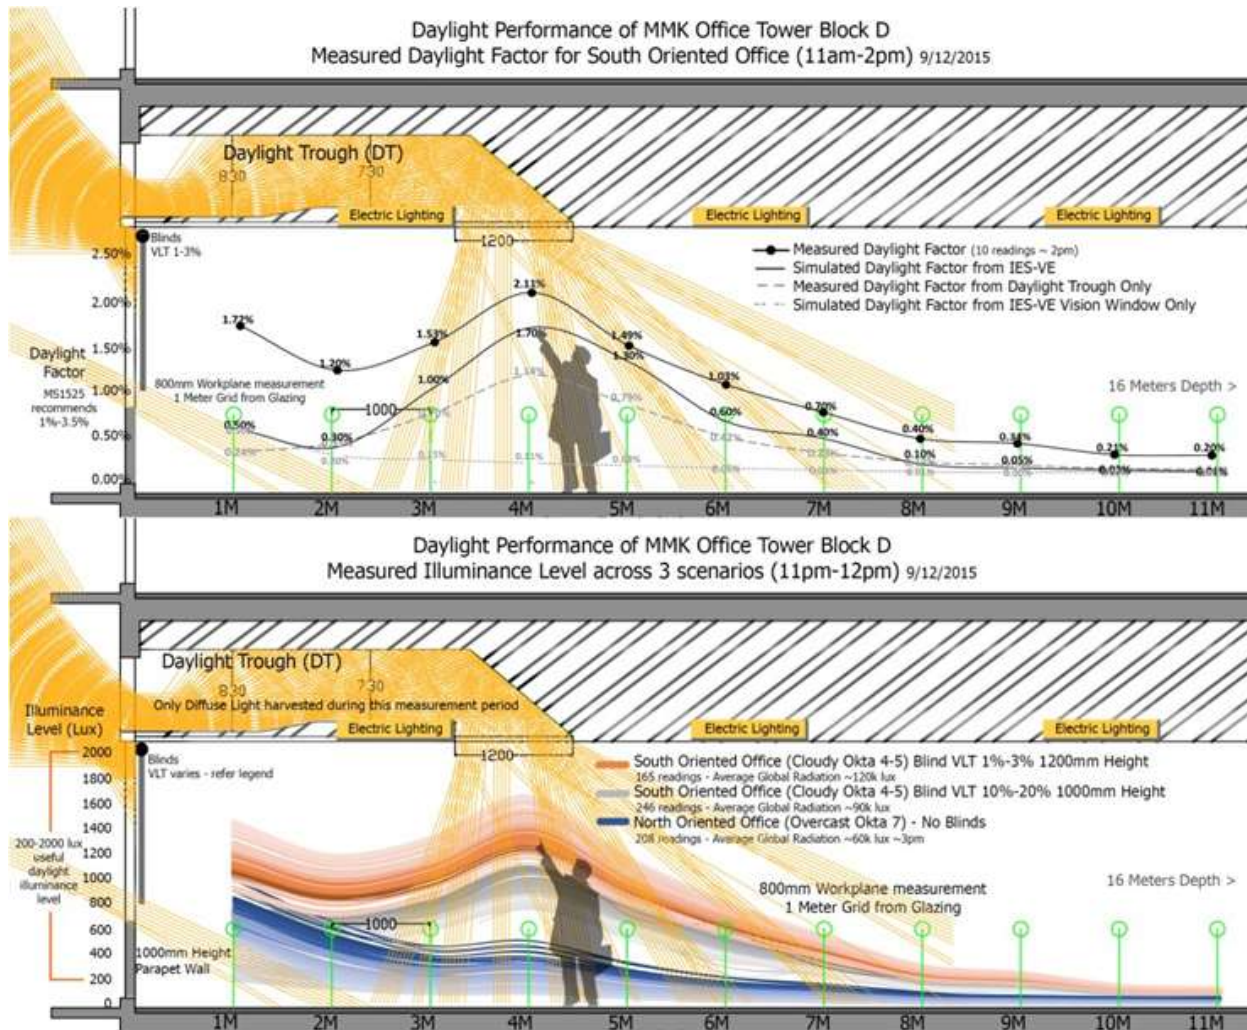 Daylight Performance of MMK Office Tower Block D
Measured Daylight Factor for South Oriented Office (11am-2pm) 9/12/2015
Daylight Trough (DT)
830
730
Electric Lighting
Electric Lighting
Electric Lighting
1200
Blinds
VLT 1-3%
2.50%
2.00%
1.50%
1.00%
0.50%
0.00%
Daylight
Factor
MS1525
recommends
1%-3.5%
Measured Daylight Factor (10 readings ~ 2pm)
Simulated Daylight Factor from IES-VE
Measured Daylight Factor from Daylight Trough Only
Simulated Daylight Factor from IES-VE Vision Window Only
1.72%
1.20%
1.53%
2.11%
1.49%
1.03%
0.70%
0.40%
0.34%
0.21%
0.20%
800mm Workplane measurement
1 Meter Grid from Glazing
16 Meters Depth >
1000
0.50%
0.30%
1.00%
1.70%
1.30%
0.60%
0.40%
0.10%
0.05%
0.01%
0.24%
1.14%
0.79%
0.42%
1M
2M
3M
4M
5M
6M
7M
8M
9M
10M
11M
Daylight Performance of MMK Office Tower Block D
Measured Illuminance Level across 3 scenarios (11pm-12pm) 9/12/2015
Daylight Trough (DT)
830
730
Only Diffuse Light harvested during this measurement period
Electric Lighting
Electric Lighting
Electric Lighting
1200
Illuminance
Level (Lux)
2000
1800
1600
1400
1200
1000
800
600
400
200
0
200-2000 lux
useful
daylight
illuminance
level
Blinds
VLT varies - refer legend
South Oriented Office (Cloudy Okta 4-5) Blind VLT 1%-3% 1200mm Height
165 readings - Average Global Radiation ~120k lux
South Oriented Office (Cloudy Okta 4-5) Blind VLT 10%-20% 1000mm Height
246 readings - Average Global Radiation ~90k lux
North Oriented Office (Overcast Okta 7) - No Blinds
208 readings - Average Global Radiation ~60k lux ~3pm
800mm Workplane measurement
1 Meter Grid from Glazing
16 Meters Depth >
1000
1000mm Height
Parapet Wall
1M
2M
3M
4M
5M
6M
7M
8M
9M
10M
11M